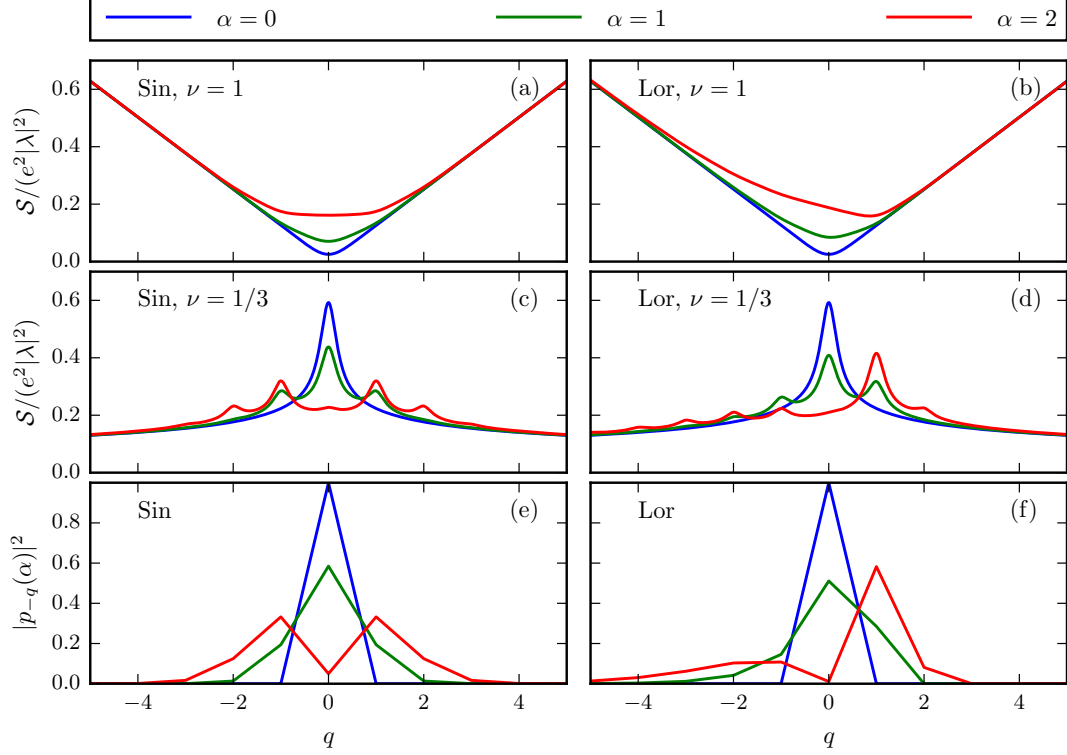 α = 0 α = 1 α = 2
Sin, ν = 1 (a)
0.0 0.2 0.4 0.6
S/(e²|λ|²)
Lor, ν = 1 (b)
Sin, ν = 1/3 (c)
0.0 0.2 0.4 0.6
S/(e²|λ|²)
Lor, ν = 1/3 (d)
Sin (e)
0.0 0.2 0.4 0.6 0.8
|p₋q(α)|²
−4 −2 0 2 4
q
Lor (f)
−4 −2 0 2 4
q